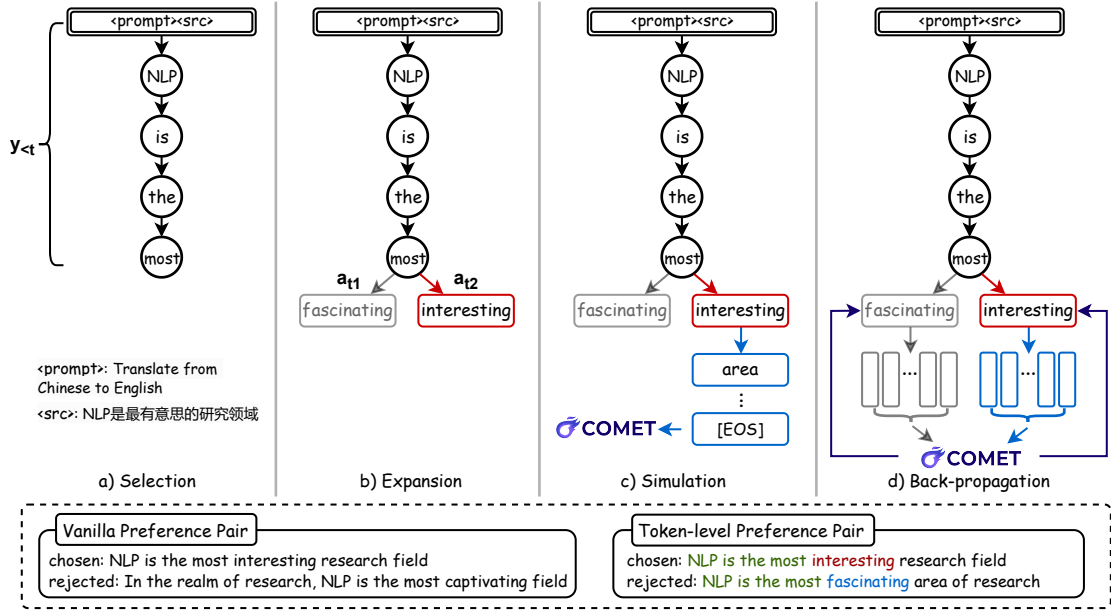 <prompt><src>
NLP
is
the
most
y<t
<prompt>: Translate from
Chinese to English
<src>: NLP是最有意思的研究领域
a) Selection
<prompt><src>
NLP
is
the
most
at1
at2
fascinating
interesting
b) Expansion
<prompt><src>
NLP
is
the
most
fascinating
interesting
area
⋮
[EOS]
COMET
c) Simulation
<prompt><src>
NLP
is
the
most
fascinating
interesting
...
...
COMET
d) Back-propagation
Vanilla Preference Pair
chosen: NLP is the most interesting research field
rejected: In the realm of research, NLP is the most captivating field
Token-level Preference Pair
chosen: NLP is the most interesting research field
rejected: NLP is the most fascinating area of research